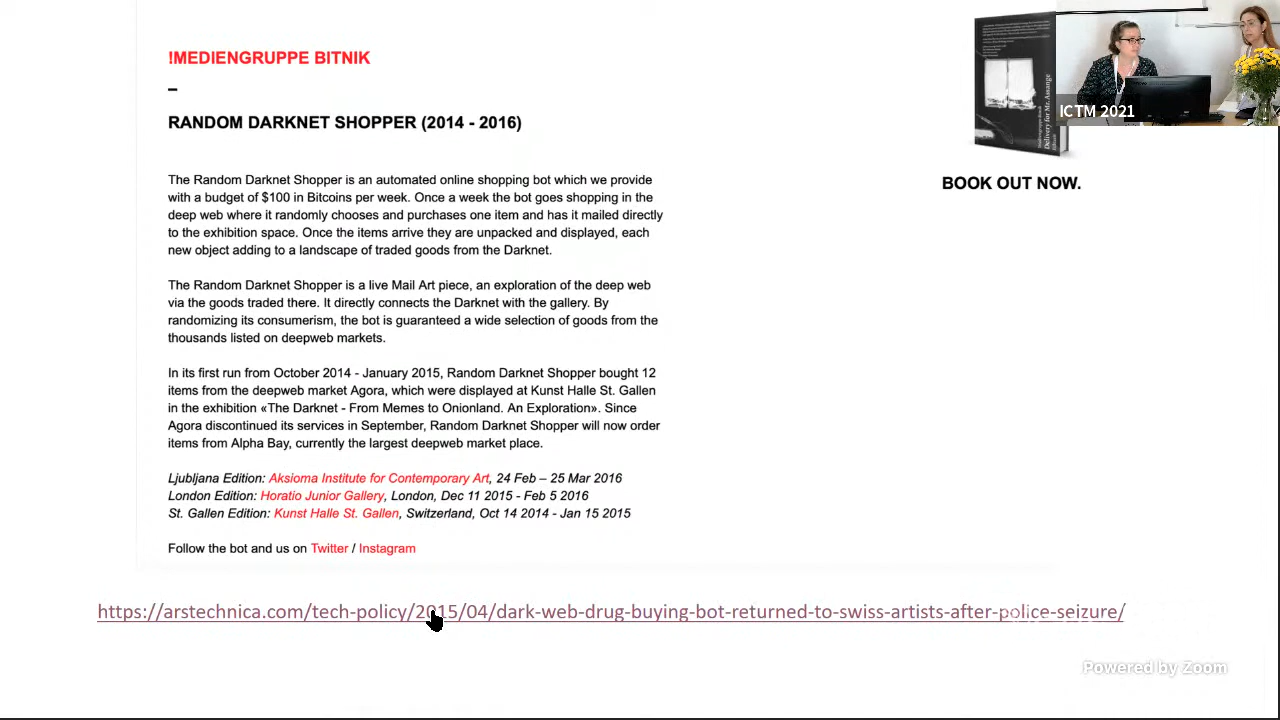 !MEDIENGRUPPE BITNIK
–
RANDOM DARKNET SHOPPER (2014 - 2016)
The Random Darknet Shopper is an automated online shopping bot which we provide
with a budget of $100 in Bitcoins per week. Once a week the bot goes shopping in the
deep web where it randomly chooses and purchases one item and has it mailed directly
to the exhibition space. Once the items arrive they are unpacked and displayed, each
new object adding to a landscape of traded goods from the Darknet.
The Random Darknet Shopper is a live Mail Art piece, an exploration of the deep web
via the goods traded there. It directly connects the Darknet with the gallery. By
randomizing its consumerism, the bot is guaranteed a wide selection of goods from the
thousands listed on deepweb markets.
In its first run from October 2014 - January 2015, Random Darknet Shopper bought 12
items from the deepweb market Agora, which were displayed at Kunst Halle St. Gallen
in the exhibition «The Darknet - From Memes to Onionland. An Exploration». Since
Agora discontinued its services in September, Random Darknet Shopper will now order
items from Alpha Bay, currently the largest deepweb market place.
Ljubljana Edition: Aksioma Institute for Contemporary Art, 24 Feb – 25 Mar 2016
London Edition: Horatio Junior Gallery, London, Dec 11 2015 - Feb 5 2016
St. Gallen Edition: Kunst Halle St. Gallen, Switzerland, Oct 14 2014 - Jan 15 2015
Follow the bot and us on Twitter / Instagram
Delivery for Mr. Assange
BOOK OUT NOW.
ICTM 2021
https://arstechnica.com/tech-policy/2015/04/dark-web-drug-buying-bot-returned-to-swiss-artists-after-police-seizure/
Powered by Zoom